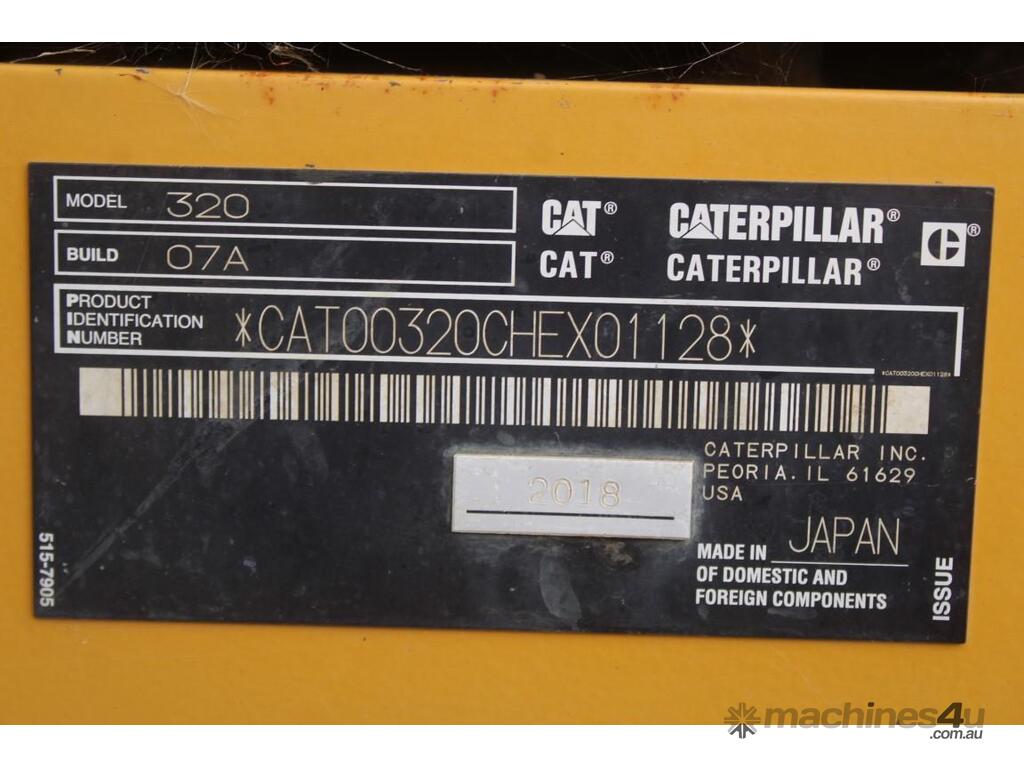 MODEL 320
BUILD 07A
CAT® CATERPILLAR® C®
CAT® CATERPILLAR®
PRODUCT
IDENTIFICATION
NUMBER
*CAT00320CHEX01128*
*CAT00320CHEX01128*
CATERPILLAR INC.
PEORIA, IL 61629
USA
2018
MADE IN JAPAN
OF DOMESTIC AND
FOREIGN COMPONENTS
515-7905
ISSUE
machines4u
.com.au